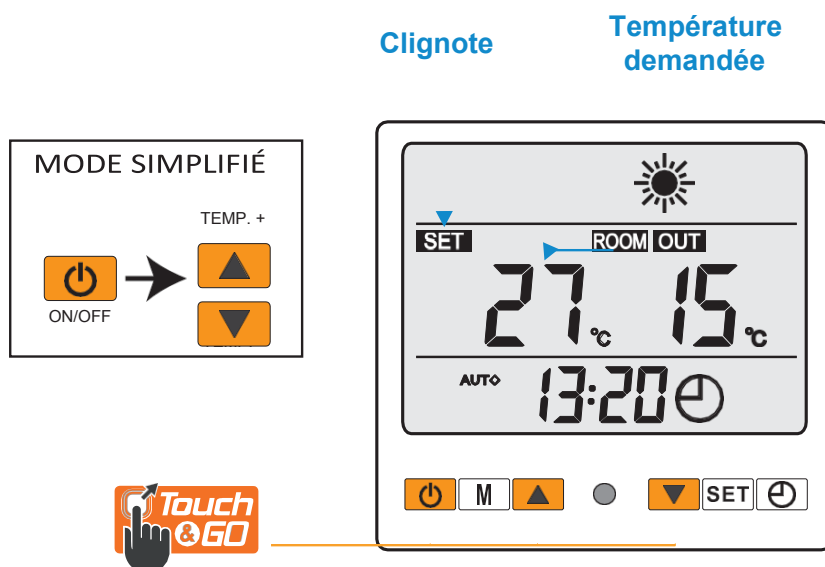 Clignote
Température
demandée
MODE SIMPLIFIÉ
TEMP. +
ON/OFF
SET
ROOM OUT
27 °C 15 °C
AUTO 13:20
M
SET
Touch
& GO